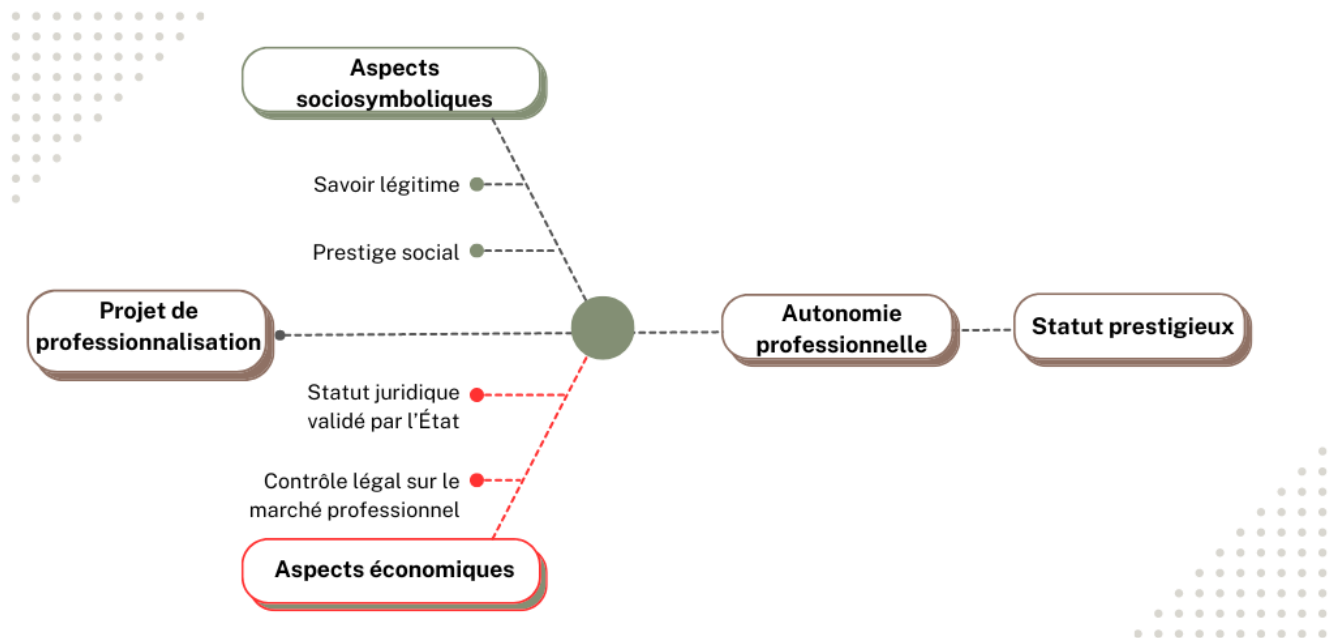 Aspects
sociosymboliques
Savoir légitime
Prestige social
Projet de
professionnalisation
Autonomie
professionnelle
Statut prestigieux
Statut juridique
validé par l’État
Contrôle légal sur le
marché professionnel
Aspects économiques